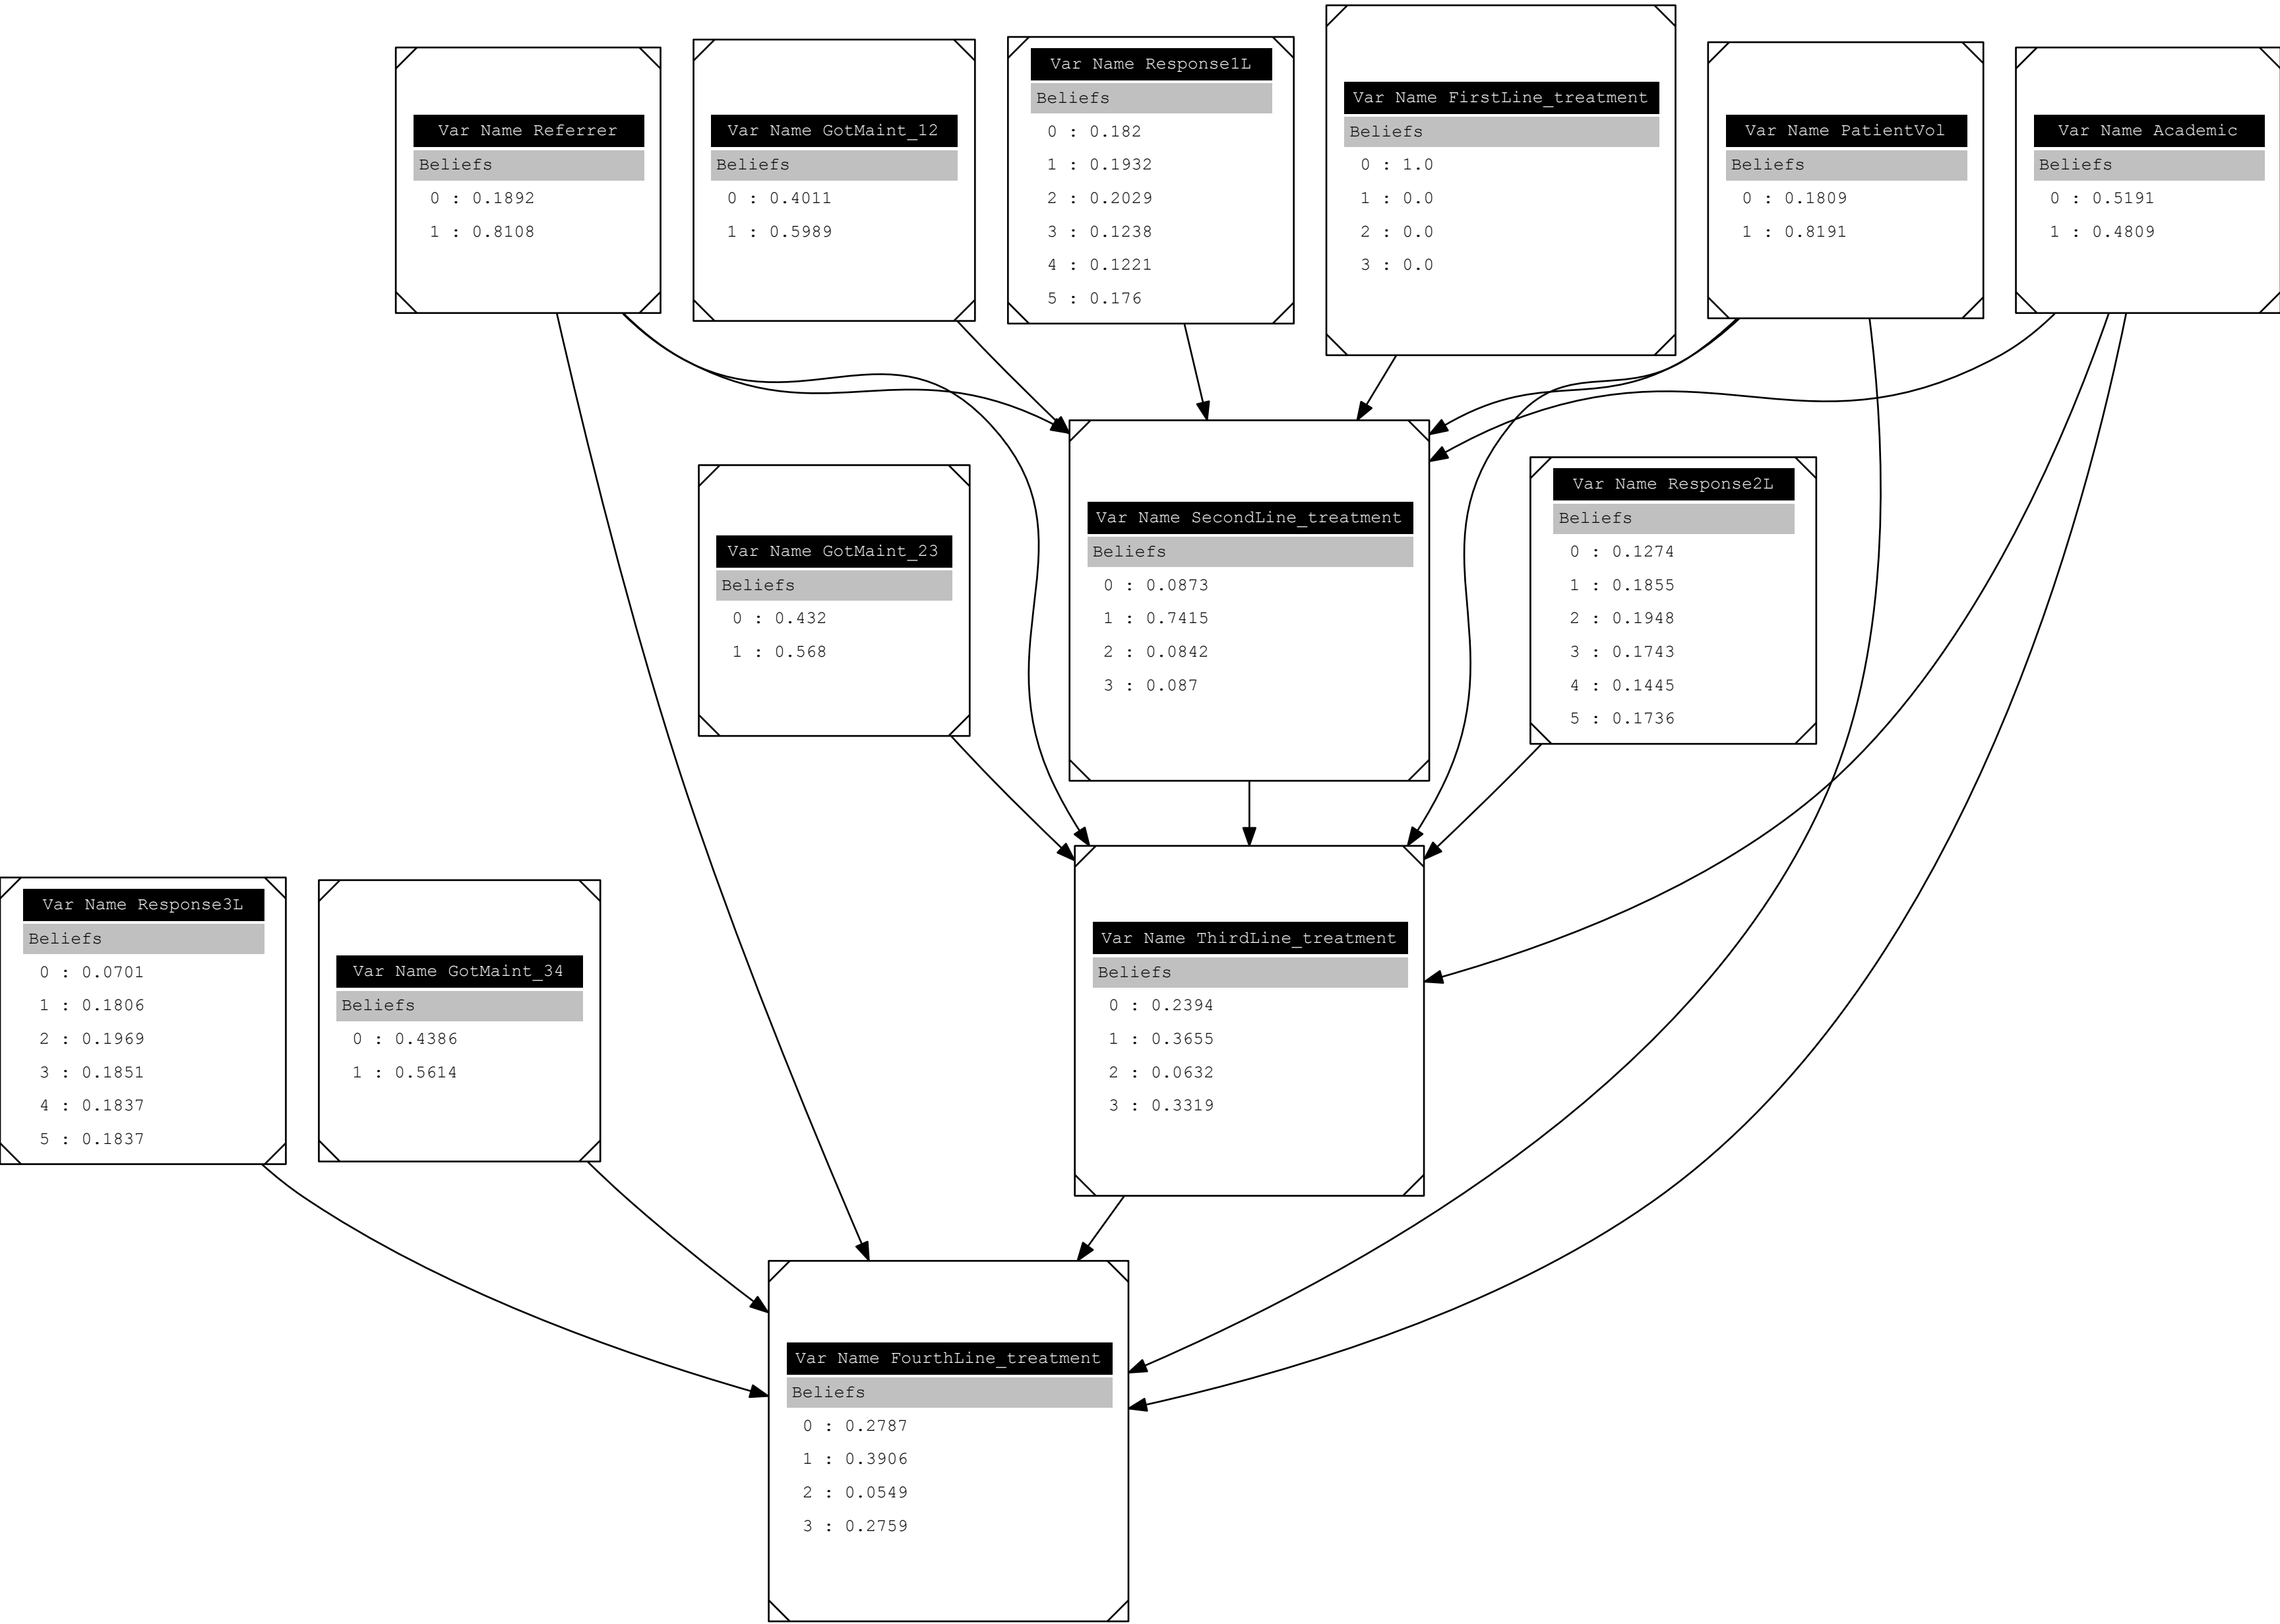 Var Name Referrer
Beliefs
0 : 0.1892
1 : 0.8108
Var Name GotMaint_12
Beliefs
0 : 0.4011
1 : 0.5989
Var Name Response1L
Beliefs
0 : 0.182
1 : 0.1932
2 : 0.2029
3 : 0.1238
4 : 0.1221
5 : 0.176
Var Name FirstLine_treatment
Beliefs
0 : 1.0
1 : 0.0
2 : 0.0
3 : 0.0
Var Name PatientVol
Beliefs
0 : 0.1809
1 : 0.8191
Var Name Academic
Beliefs
0 : 0.5191
1 : 0.4809
Var Name GotMaint_23
Beliefs
0 : 0.432
1 : 0.568
Var Name SecondLine_treatment
Beliefs
0 : 0.0873
1 : 0.7415
2 : 0.0842
3 : 0.087
Var Name Response2L
Beliefs
0 : 0.1274
1 : 0.1855
2 : 0.1948
3 : 0.1743
4 : 0.1445
5 : 0.1736
Var Name Response3L
Beliefs
0 : 0.0701
1 : 0.1806
2 : 0.1969
3 : 0.1851
4 : 0.1837
5 : 0.1837
Var Name GotMaint_34
Beliefs
0 : 0.4386
1 : 0.5614
Var Name ThirdLine_treatment
Beliefs
0 : 0.2394
1 : 0.3655
2 : 0.0632
3 : 0.3319
Var Name FourthLine_treatment
Beliefs
0 : 0.2787
1 : 0.3906
2 : 0.0549
3 : 0.2759